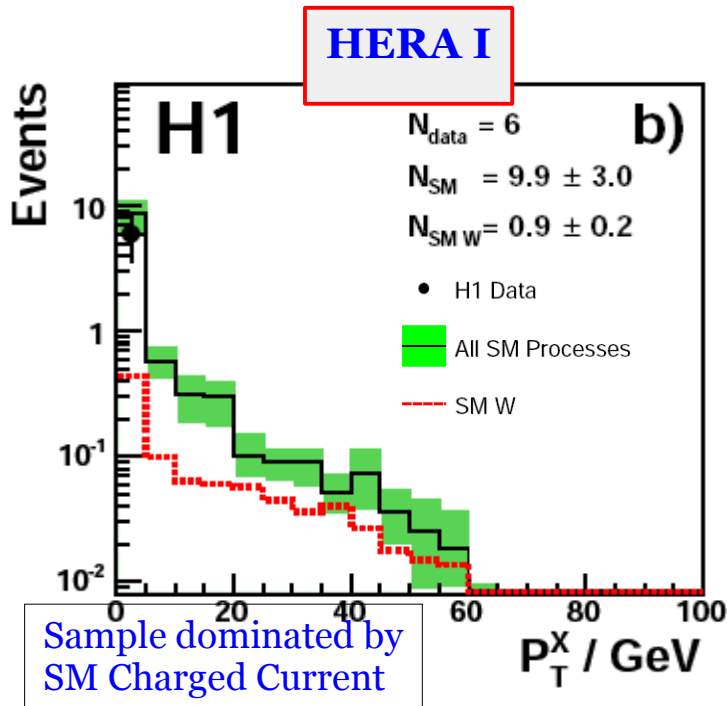 HERA I
H1
b)
N_data = 6
N_SM = 9.9 ± 3.0
N_SM W = 0.9 ± 0.2
H1 Data
All SM Processes
SM W
Events
10
1
10^-1
10^-2
0 20 40 60 80 100
P_T^X / GeV
Sample dominated by
SM Charged Current